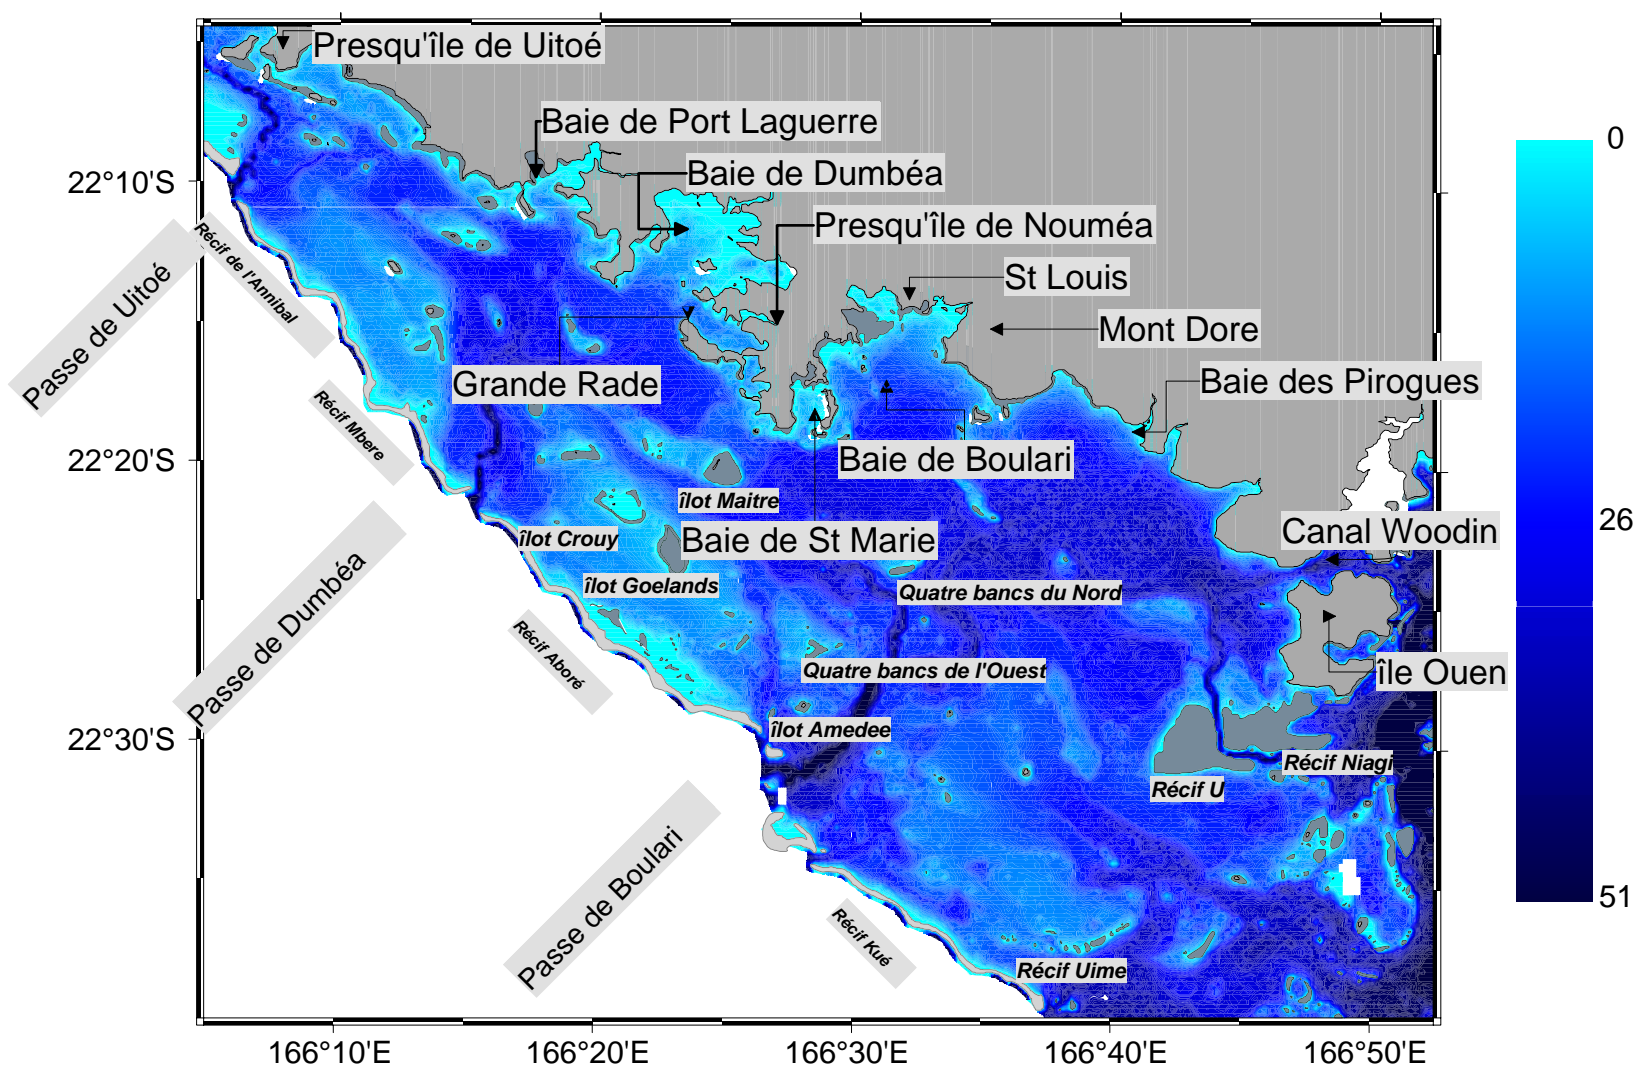 Presqu'île de Uitoé
Baie de Port Laguerre
0
22°10'S
Baie de Dumbéa
Presqu'île de Nouméa
Récif de l'Annibal
St Louis
Passe de Uitoé
Mont Dore
Grande Rade
Baie des Pirogues
Récif Mbere
22°20'S
Baie de Boulari
îlot Maitre
26
îlot Crouy
Baie de St Marie
Canal Woodin
îlot Goelands
Quatre bancs du Nord
Passe de Dumbéa
Récif Aboré
Quatre bancs de l'Ouest
île Ouen
22°30'S
îlot Amedee
Récif Niagi
Récif U
Passe de Boulari
51
Récif Kué
Récif Uime
166°10'E
166°20'E
166°30'E
166°40'E
166°50'E